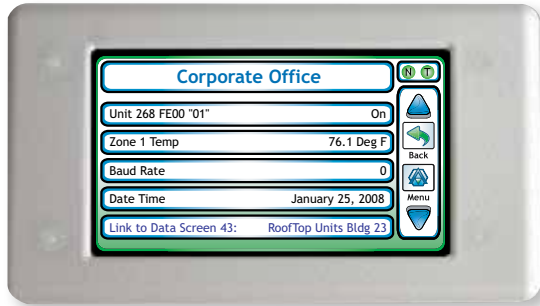 Corporate Office
N T
Unit 268 FE00 "01" On
Zone 1 Temp 76.1 Deg F
Baud Rate 0
Date Time January 25, 2008
Link to Data Screen 43: RoofTop Units Bldg 23
Back
Menu